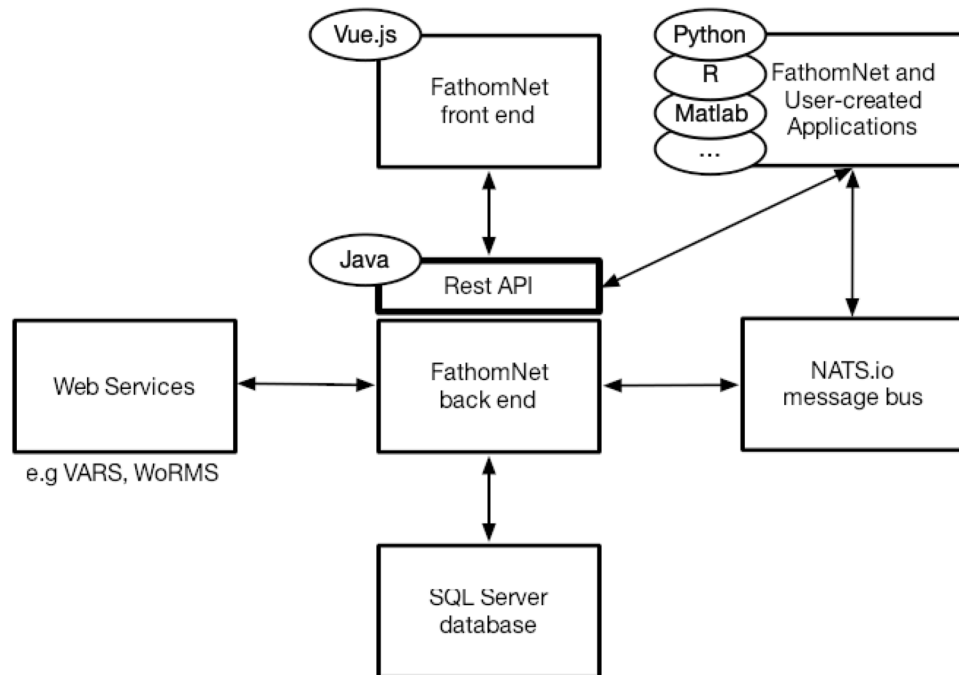 Vue.js
FathomNet
front end
Python
R
Matlab
...
FathomNet and
User-created
Applications
Java
Rest API
Web Services
e.g VARS, WoRMS
FathomNet
back end
NATS.io
message bus
SQL Server
database